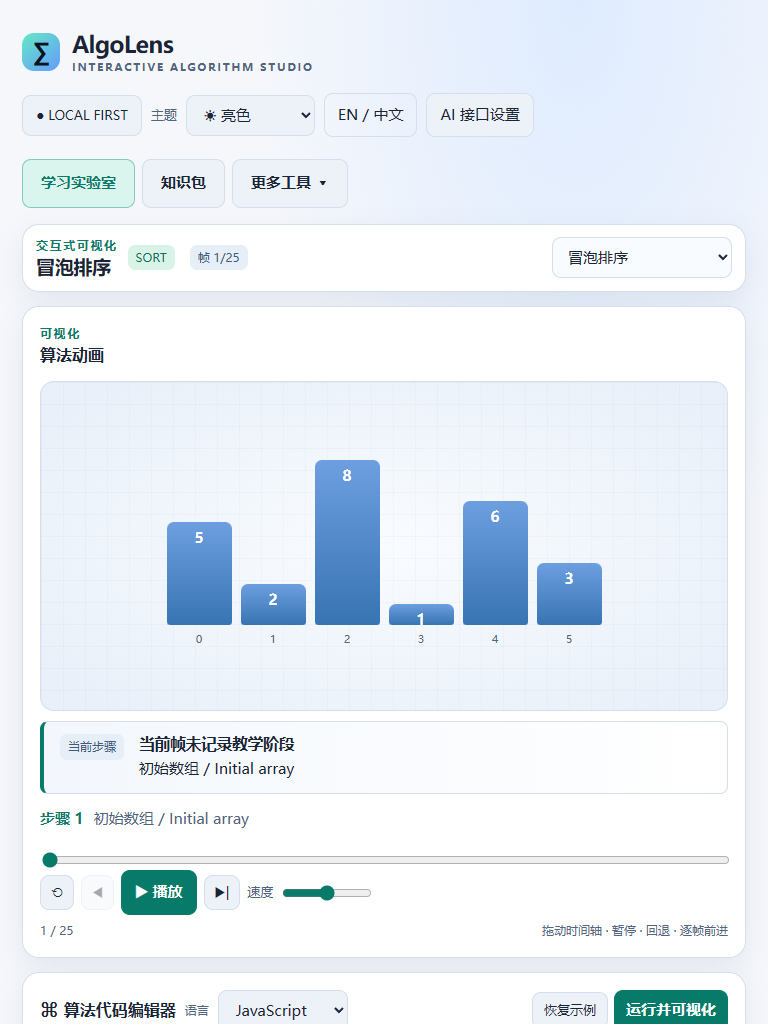 ∑ AlgoLens
INTERACTIVE ALGORITHM STUDIO
● LOCAL FIRST 主题 ☀ 亮色 EN / 中文 AI 接口设置
学习实验室 知识包 更多工具 ▾
交互式可视化
冒泡排序 SORT 帧 1/25 冒泡排序
可视化
算法动画
5 2 8 1 6 3
0 1 2 3 4 5
当前步骤 当前帧未记录教学阶段
初始数组 / Initial array
步骤 1 初始数组 / Initial array
⟲ ◀ ▶ 播放 ▶| 速度
1 / 25 拖动时间轴 · 暂停 · 回退 · 逐帧前进
⌘ 算法代码编辑器 语言 JavaScript 恢复示例 运行并可视化